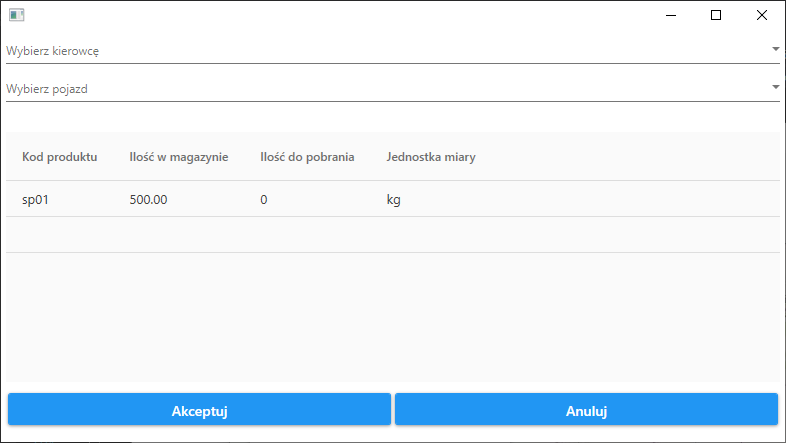 Wybierz kierowcę
Wybierz pojazd
Kod produktu Ilość w magazynie Ilość do pobrania Jednostka miary
sp01 500.00 0 kg
Akceptuj Anuluj